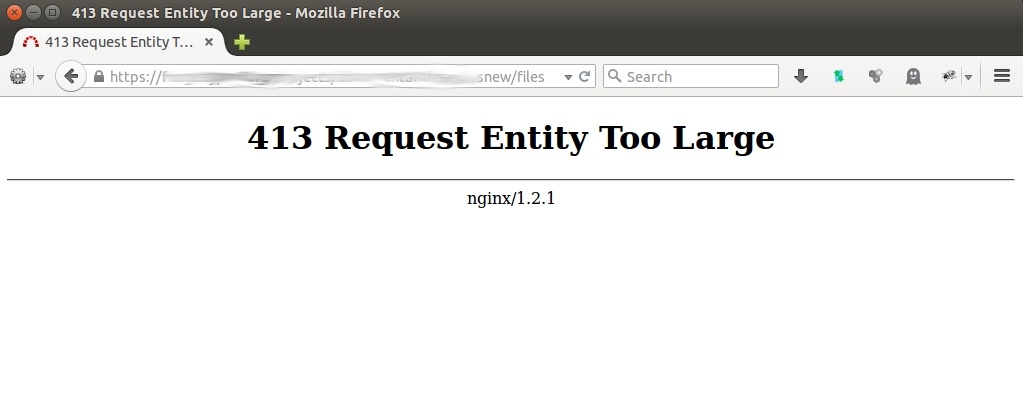 413 Request Entity Too Large - Mozilla Firefox
413 Request Entity T...
https:// snew/files
Search
413 Request Entity Too Large
nginx/1.2.1